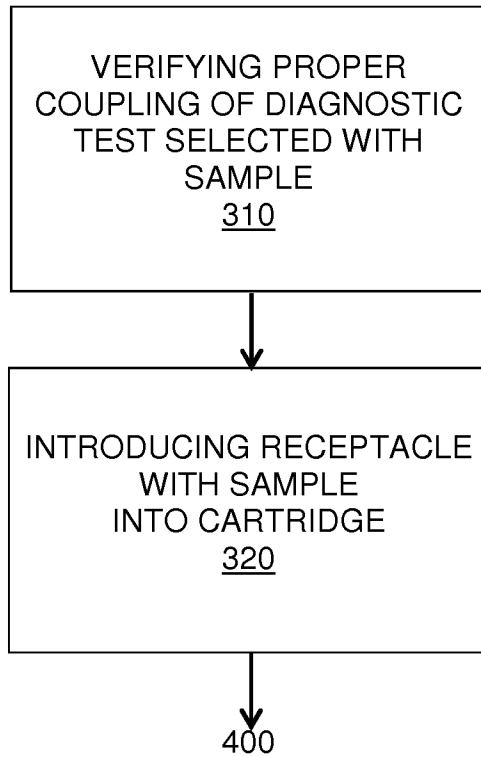 VERIFYING PROPER
COUPLING OF DIAGNOSTIC
TEST SELECTED WITH
SAMPLE
310
INTRODUCING RECEPTACLE
WITH SAMPLE
INTO CARTRIDGE
320
400